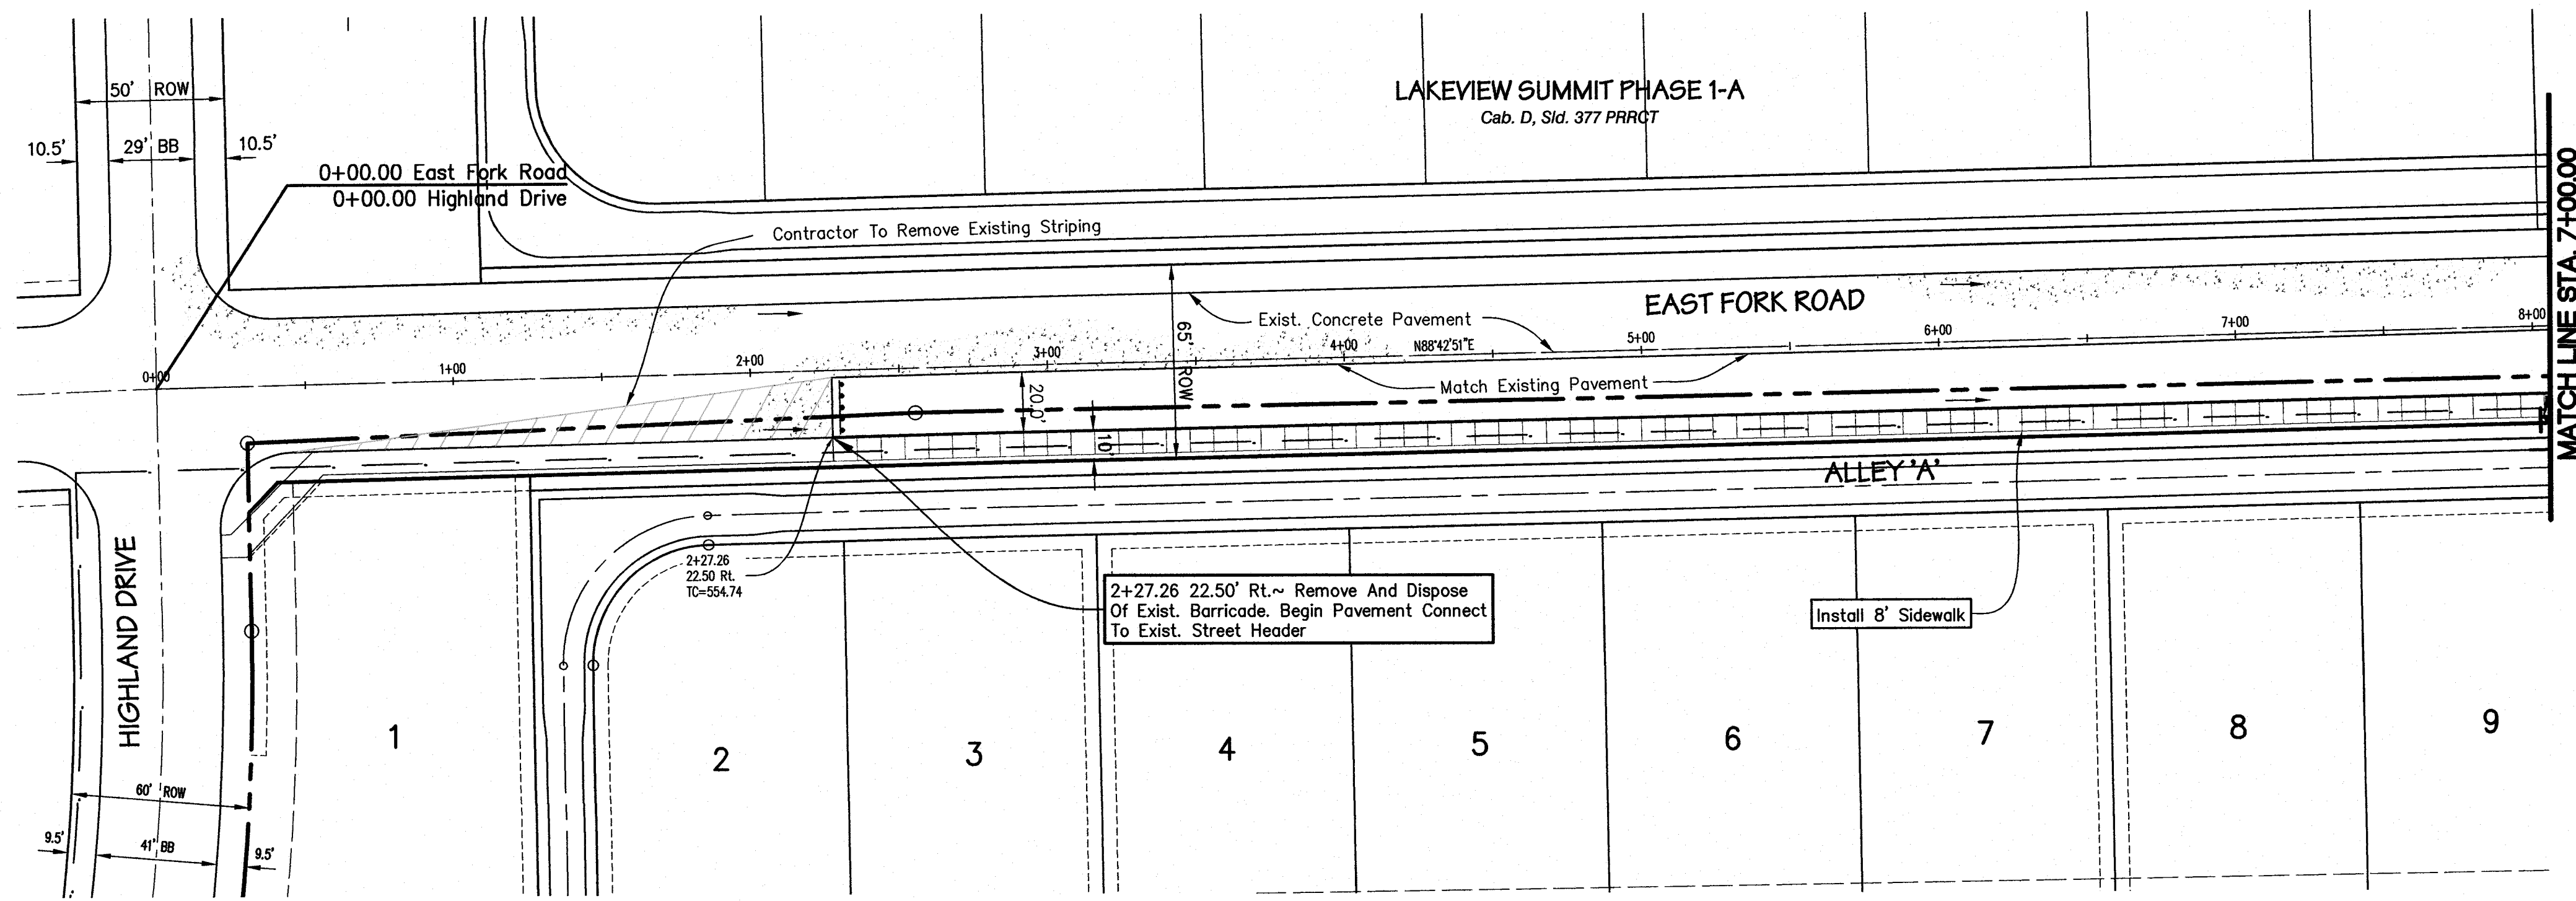 50' ROW
10.5'
29' BB
10.5'
LAKEVIEW SUMMIT PHASE 1-A
Cab. D, Sld. 377 PRRCT
0+00.00 East Fork Road
0+00.00 Highland Drive
Contractor To Remove Existing Striping
EAST FORK ROAD
Exist. Concrete Pavement
65' ROW
0+00
1+00
2+00
3+00
4+00
N88°42'51"E
5+00
6+00
7+00
8+00
Match Existing Pavement
20.0'
10'
ALLEY 'A'
MATCH LINE STA. 7+00.00
HIGHLAND DRIVE
2+27.26
22.50 Rt.
TC=554.74
2+27.26 22.50' Rt.~ Remove And Dispose
Of Exist. Barricade. Begin Pavement Connect
To Exist. Street Header
Install 8' Sidewalk
1
2
3
4
5
6
7
8
9
60' ROW
9.5'
41' BB
9.5'